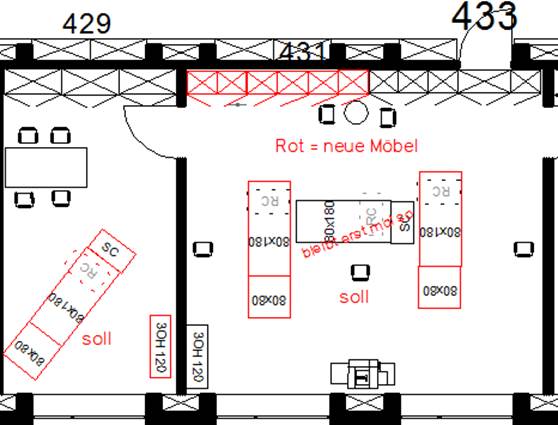 429
431
433
Rot = neue Möbel
RC
80x180
80x80
80x180
RC
SC
bleibt erst mal so
RC
80x180
80x80
soll
SC
RC
80x180
80x80
soll
3OH 120
3OH 120